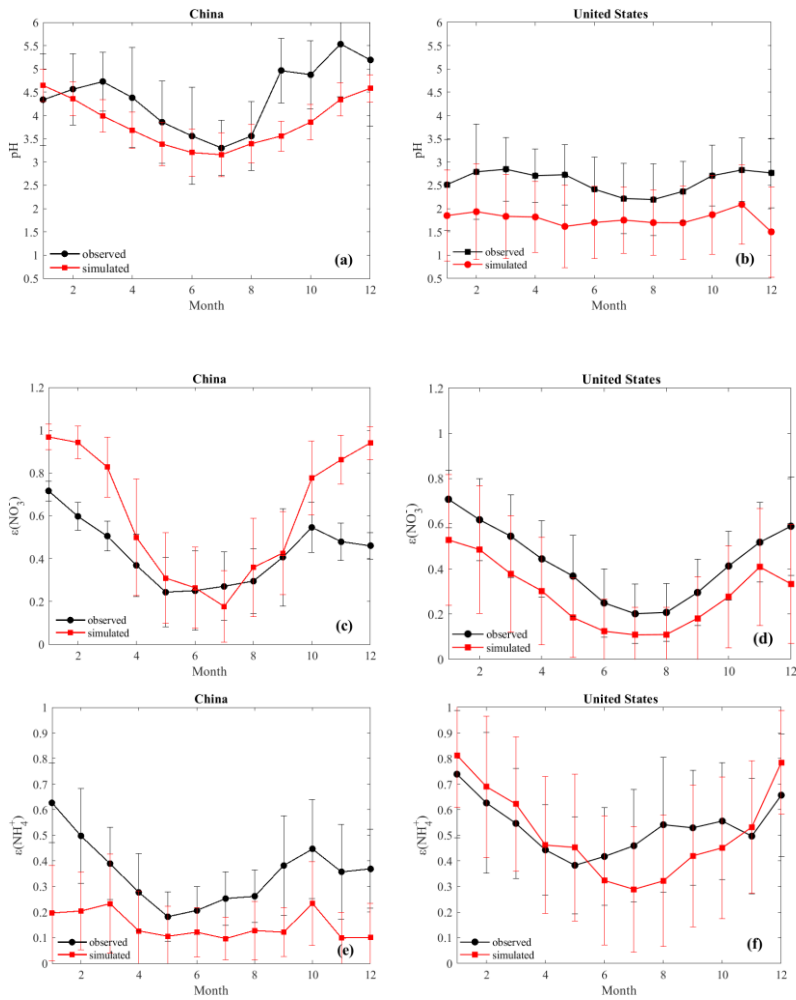 China
6
5.5
5
4.5
4
3.5
3
2.5
2
1.5
1
0.5
pH
observed
simulated
(a)
2 4 6 8 10 12
Month
United States
6
5.5
5
4.5
4
3.5
3
2.5
2
1.5
1
0.5
pH
observed
simulated
(b)
2 4 6 8 10 12
Month
China
1.2
1
0.8
0.6
0.4
0.2
0
ε(NO₃⁻)
observed
simulated
(c)
2 4 6 8 10 12
Month
United States
1.2
1
0.8
0.6
0.4
0.2
0
ε(NO₃⁻)
observed
simulated
(d)
2 4 6 8 10 12
Month
China
1
0.9
0.8
0.7
0.6
0.5
0.4
0.3
0.2
0.1
0
ε(NH₄⁺)
observed
simulated
(e)
2 4 6 8 10 12
Month
United States
1
0.9
0.8
0.7
0.6
0.5
0.4
0.3
0.2
0.1
0
ε(NH₄⁺)
observed
simulated
(f)
2 4 6 8 10 12
Month